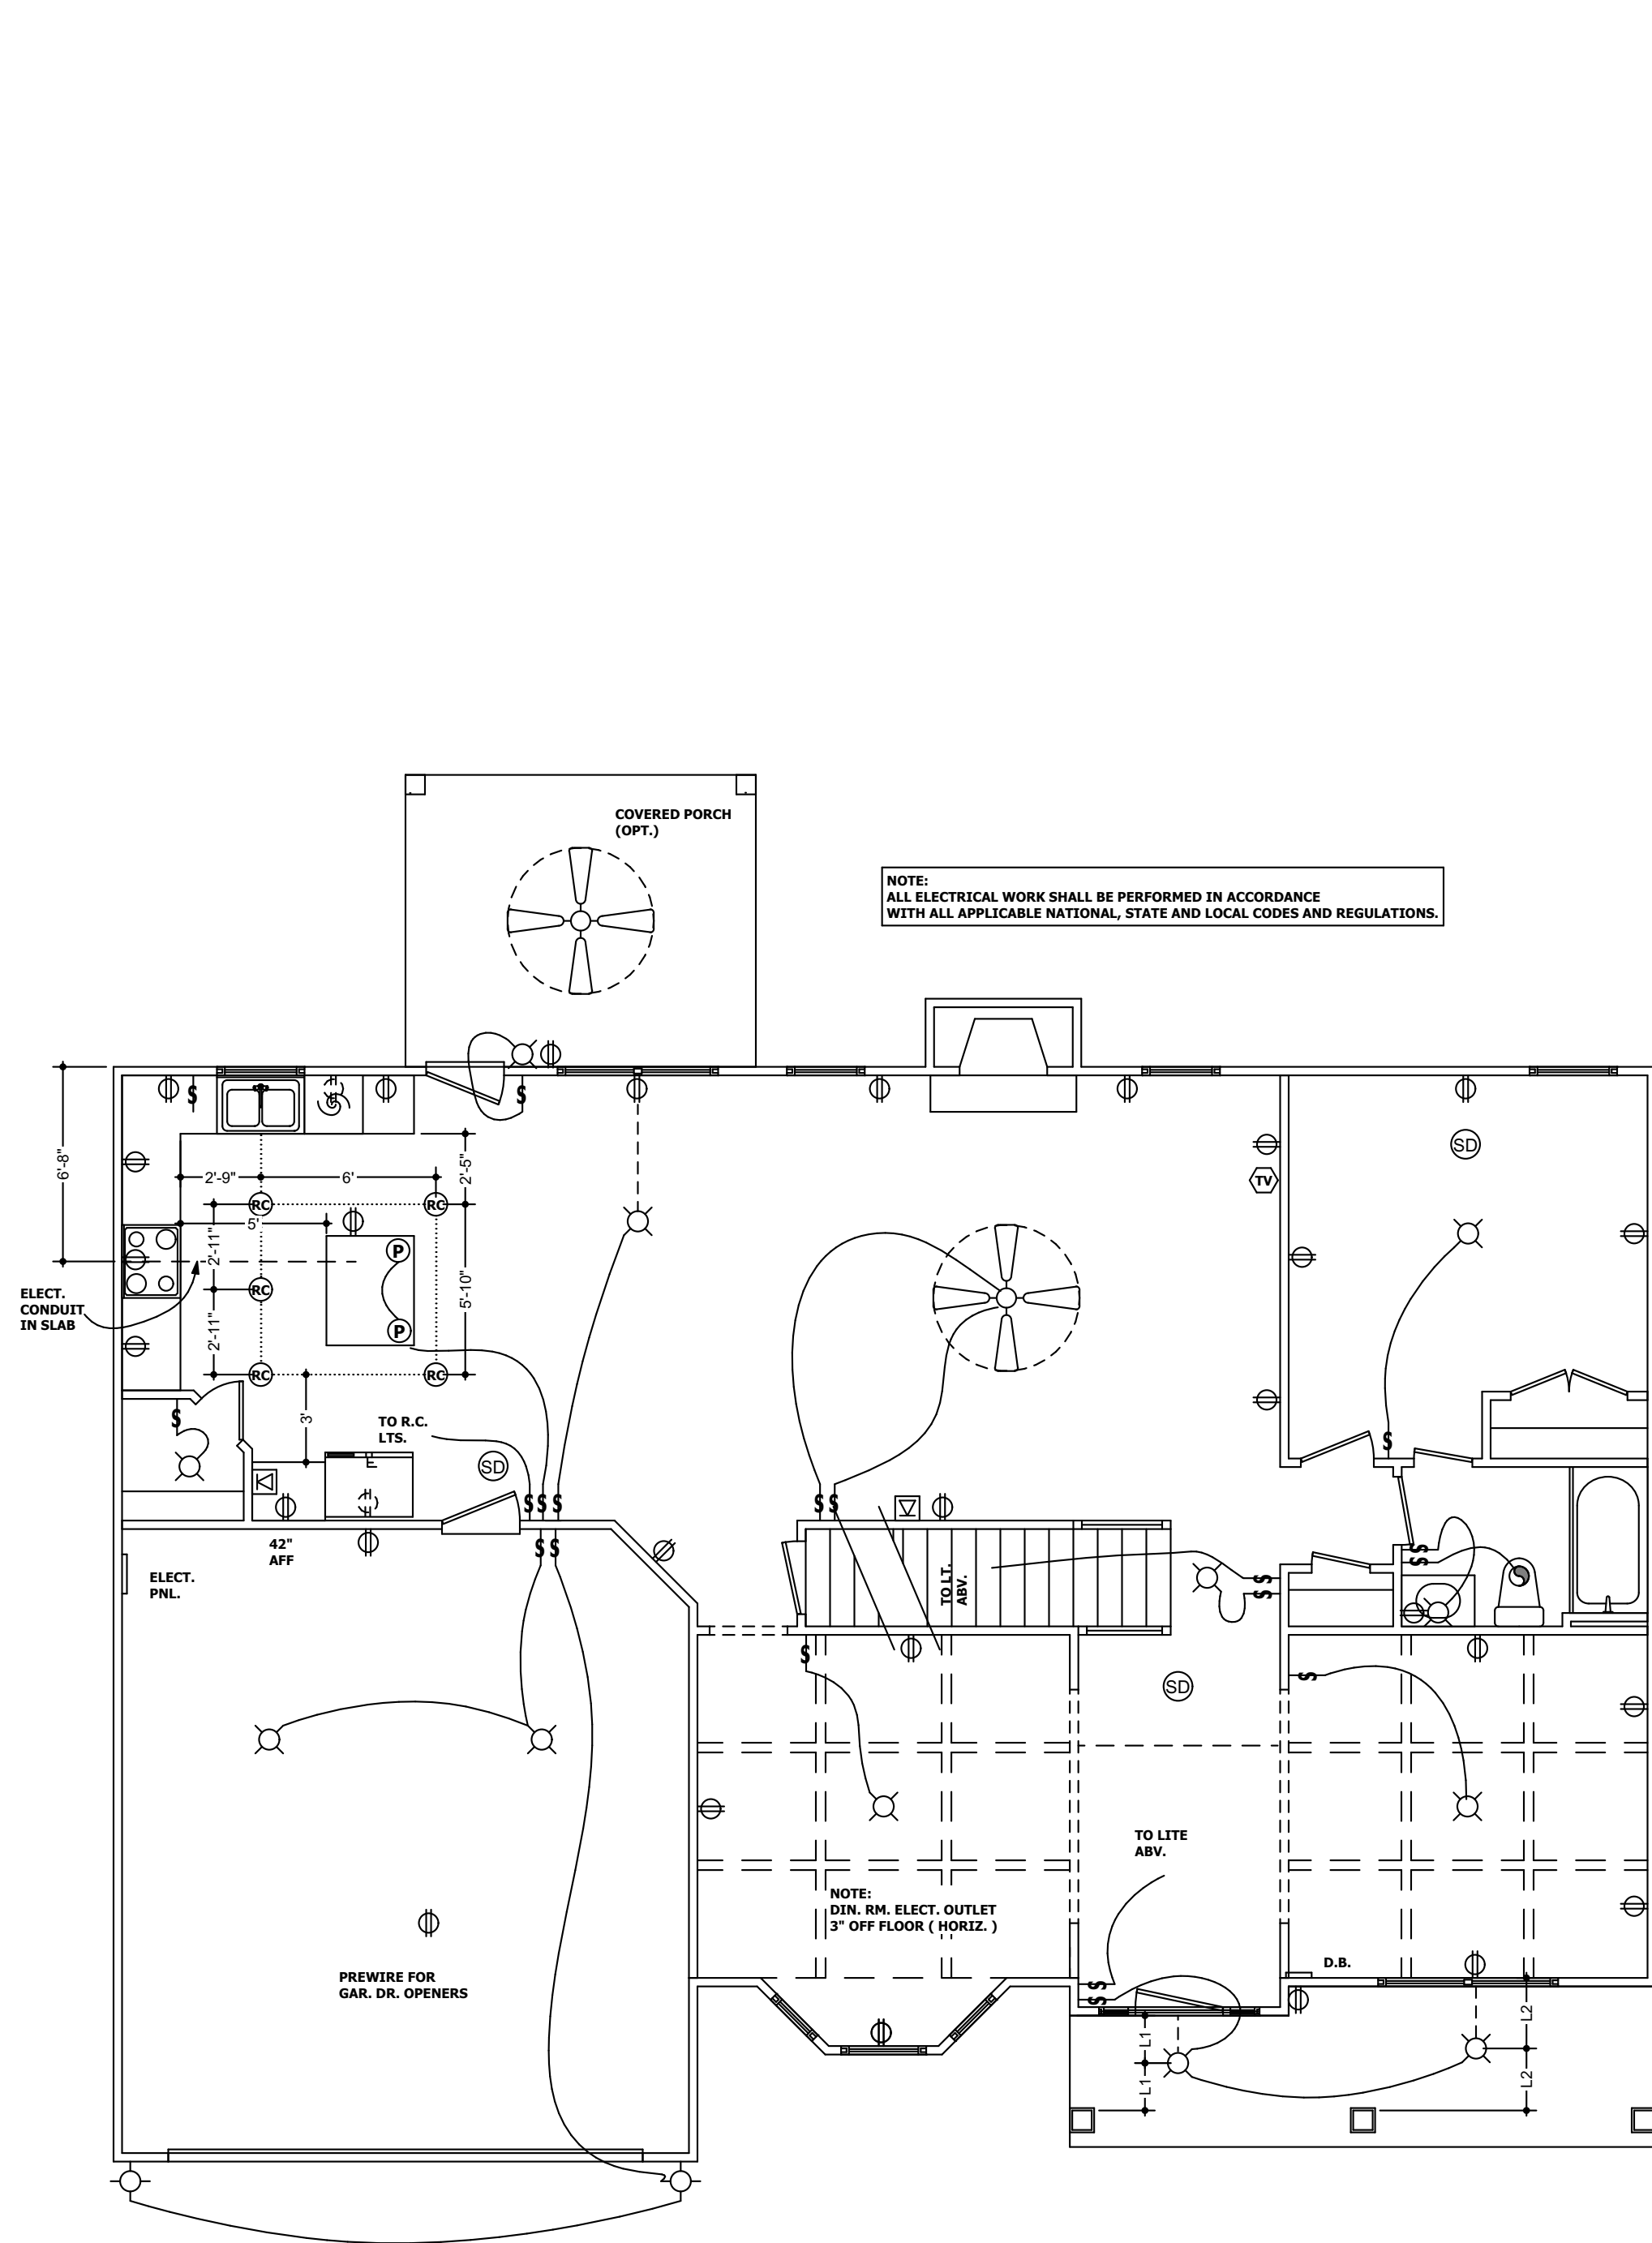 COVERED PORCH
(OPT.)
NOTE:
ALL ELECTRICAL WORK SHALL BE PERFORMED IN ACCORDANCE
WITH ALL APPLICABLE NATIONAL, STATE AND LOCAL CODES AND REGULATIONS.
$
$
SD
6'-8"
2'-9"
6'
2'-5"
TV
RC
RC
5'
2'-11"
P
ELECT.
CONDUIT
IN SLAB
RC
5'-10"
2'-11"
P
RC
RC
3'
$
TO R.C.
LTS.
$
SD
$ $ $
$ $
42"
AFF
$ $
ELECT.
PNL.
TO LT.
ABV.
$
$
$
$
$
$
SD
TO LITE
ABV.
NOTE:
DIN. RM. ELECT. OUTLET
3" OFF FLOOR ( HORIZ. )
D.B.
PREWIRE FOR
GAR. DR. OPENERS
$
$
L1
L2
L1
L2